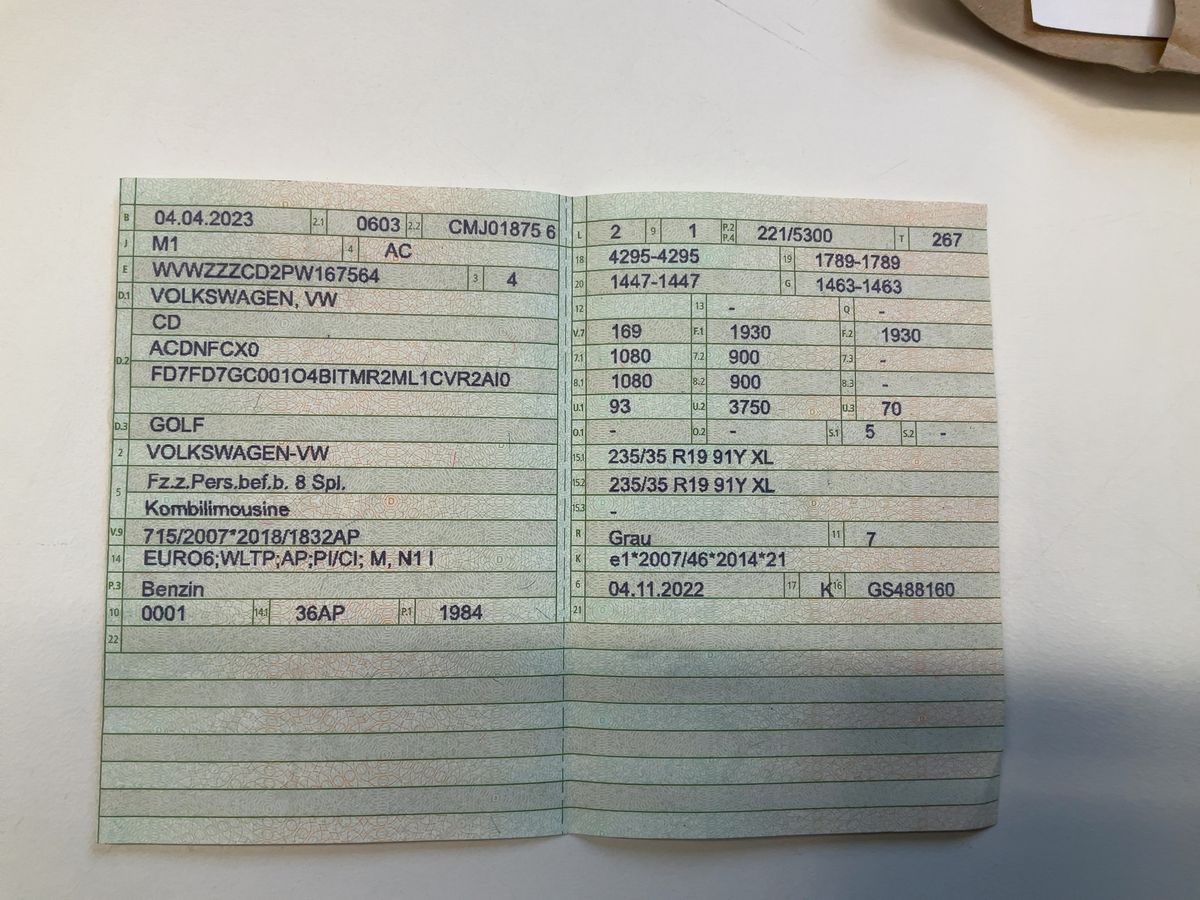 B 04.04.2023 2.1 0603 2.2 CMJ01875 6
J M1 4 AC
E WVWZZZCD2PW167564 3 4
D.1 VOLKSWAGEN, VW
CD
D.2 ACDNFCX0
FD7FD7GC001O4BITMR2ML1CVR2AI0
D.3 GOLF
2 VOLKSWAGEN-VW
5 Fz.z.Pers.bef.b. 8 Spl.
Kombilimousine
V.9 715/2007*2018/1832AP
14 EURO6;WLTP;AP;PI/CI; M, N1 I
P.3 Benzin
10 0001 14.1 36AP P.1 1984
22
L 2 9 1 P.2 P.4 221/5300 T 267
18 4295-4295 19 1789-1789
20 1447-1447 G 1463-1463
12 13 - Q -
V.7 169 F.1 1930 F.2 1930
7.1 1080 7.2 900 7.3 -
8.1 1080 8.2 900 8.3 -
U.1 93 U.2 3750 U.3 70
O.1 - O.2 - S.1 5 S.2 -
15.1 235/35 R19 91Y XL
15.2 235/35 R19 91Y XL
15.3 -
R Grau 11 7
K e1*2007/46*2014*21
6 04.11.2022 17 K 16 GS488160
21